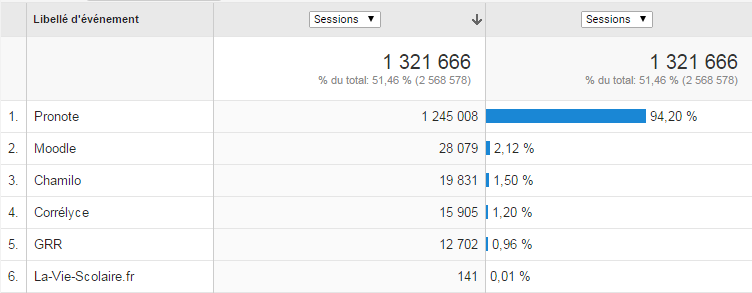 Libellé d'événement Sessions ▼ Sessions ▼
1 321 666 1 321 666
% du total: 51,46 % (2 568 578) % du total: 51,46 % (2 568 578)
1. Pronote 1 245 008 94,20 %
2. Moodle 28 079 2,12 %
3. Chamilo 19 831 1,50 %
4. Corrélyce 15 905 1,20 %
5. GRR 12 702 0,96 %
6. La-Vie-Scolaire.fr 141 0,01 %